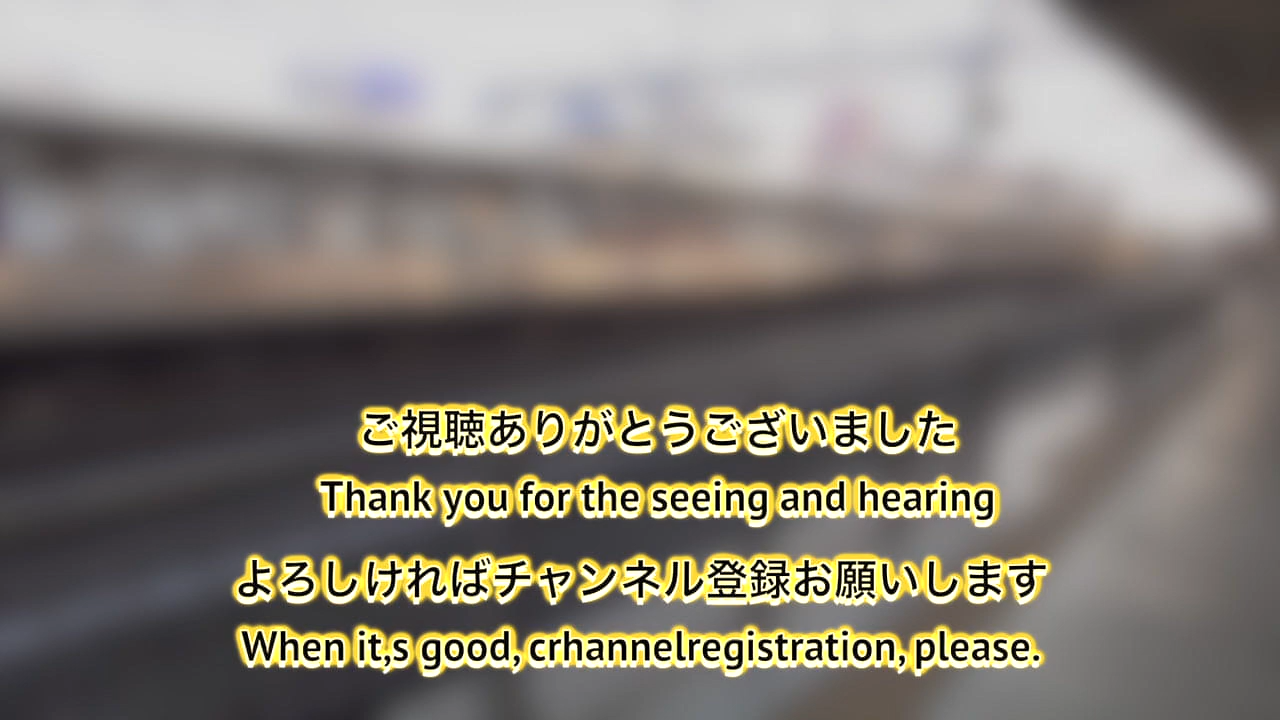 ご視聴ありがとうございました
Thank you for the seeing and hearing
よろしければチャンネル登録お願いします
When it,s good, crhannelregistration, please.